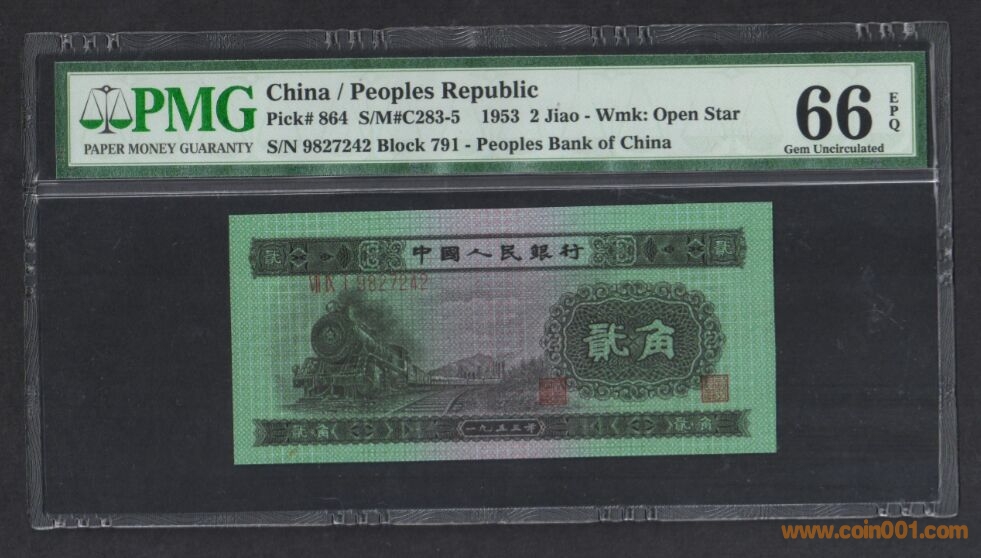 PMG
PAPER MONEY GUARANTY
China / Peoples Republic
Pick# 864 S/M#C283-5 1953 2 Jiao - Wmk: Open Star
S/N 9827242 Block 791 - Peoples Bank of China
66
EPQ
Gem Uncirculated
貳 中國人民銀行 貳
ⅦⅨⅠ 9827242
貳角
貳角 一九五三年 貳角
www.coin001.com